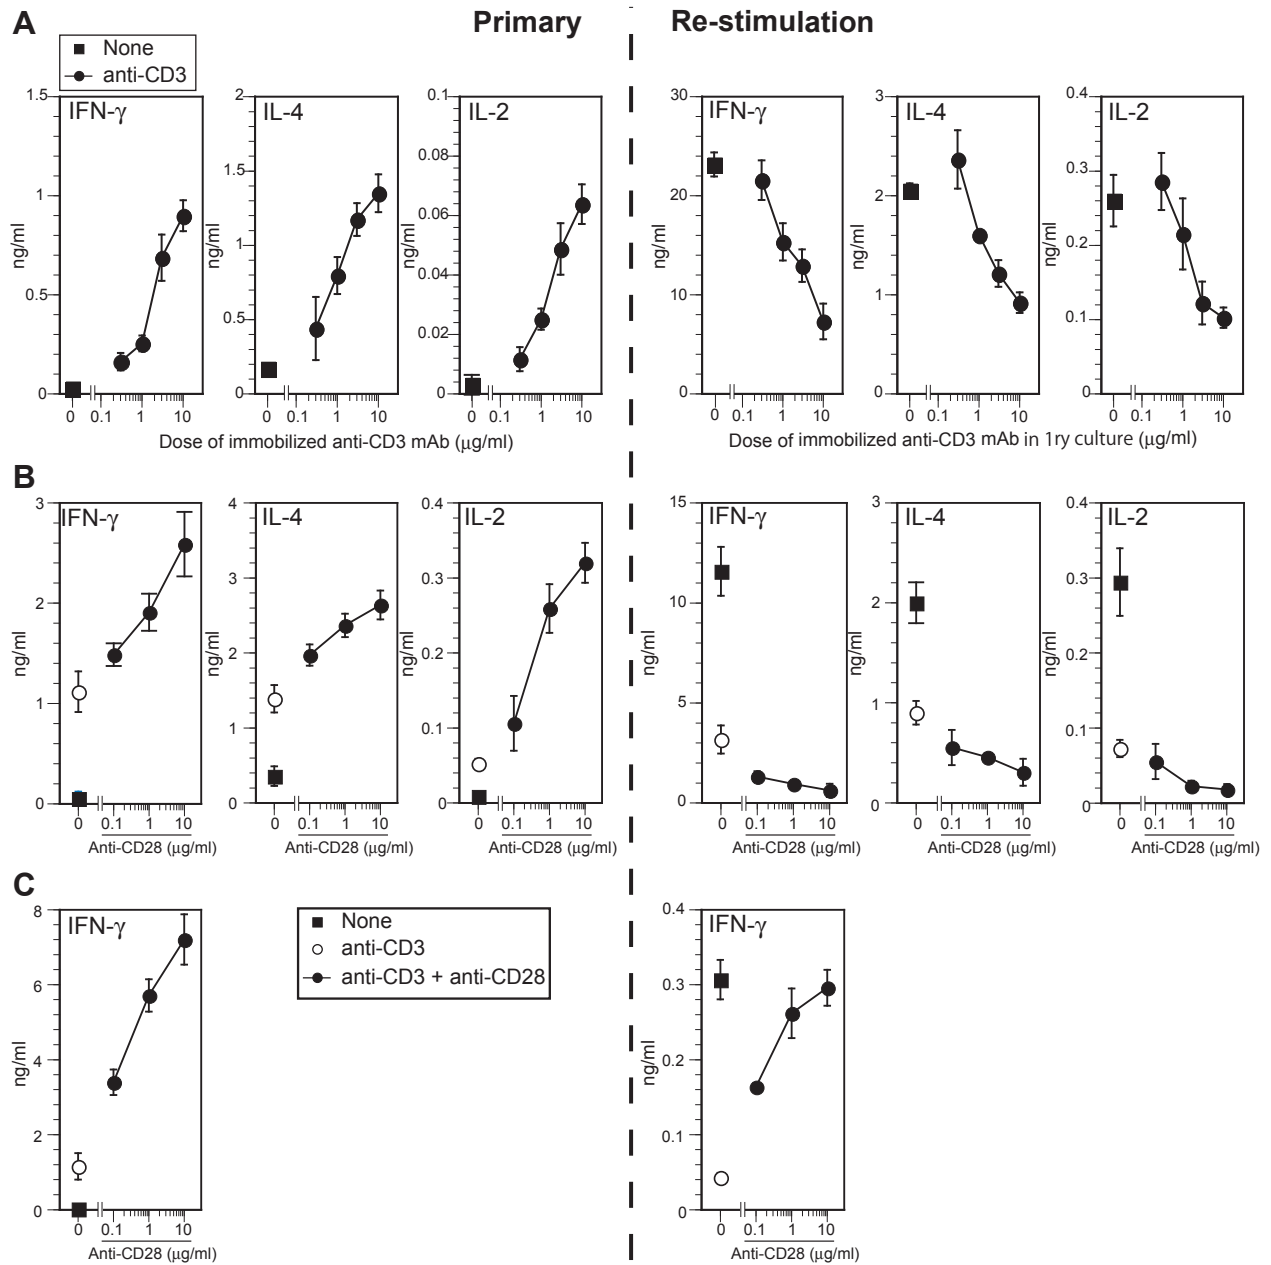 A
Primary
Re-stimulation
None
anti-CD3
IFN-γ
IL-4
IL-2
IFN-γ
IL-4
IL-2
1.5
1
0.5
0
2
1.5
1
0.5
0
0.1
0.08
0.06
0.04
0.02
0
30
20
10
0
3
2
1
0
0.4
0.3
0.2
0.1
0
ng/ml
ng/ml
ng/ml
ng/ml
ng/ml
ng/ml
0 0.1 1 10
0 0.1 1 10
0 0.1 1 10
0 0.1 1 10
0 0.1 1 10
0 0.1 1 10
Dose of immobilized anti-CD3 mAb (μg/ml)
Dose of immobilized anti-CD3 mAb in 1ry culture (μg/ml)
B
IFN-γ
IL-4
IL-2
IFN-γ
IL-4
IL-2
3
2
1
0
4
3
2
1
0
0.4
0.3
0.2
0.1
0
15
10
5
0
3
2
1
0
0.4
0.3
0.2
0.1
0
ng/ml
ng/ml
ng/ml
ng/ml
ng/ml
ng/ml
0 0.1 1 10
0 0.1 1 10
0 0.1 1 10
0 0.1 1 10
0 0.1 1 10
0 0.1 1 10
Anti-CD28 (μg/ml)
Anti-CD28 (μg/ml)
Anti-CD28 (μg/ml)
Anti-CD28 (μg/ml)
Anti-CD28 (μg/ml)
Anti-CD28 (μg/ml)
C
IFN-γ
8
6
4
2
0
ng/ml
0 0.1 1 10
Anti-CD28 (μg/ml)
None
anti-CD3
anti-CD3 + anti-CD28
IFN-γ
0.4
0.3
0.2
0.1
0
ng/ml
0 0.1 1 10
Anti-CD28 (μg/ml)